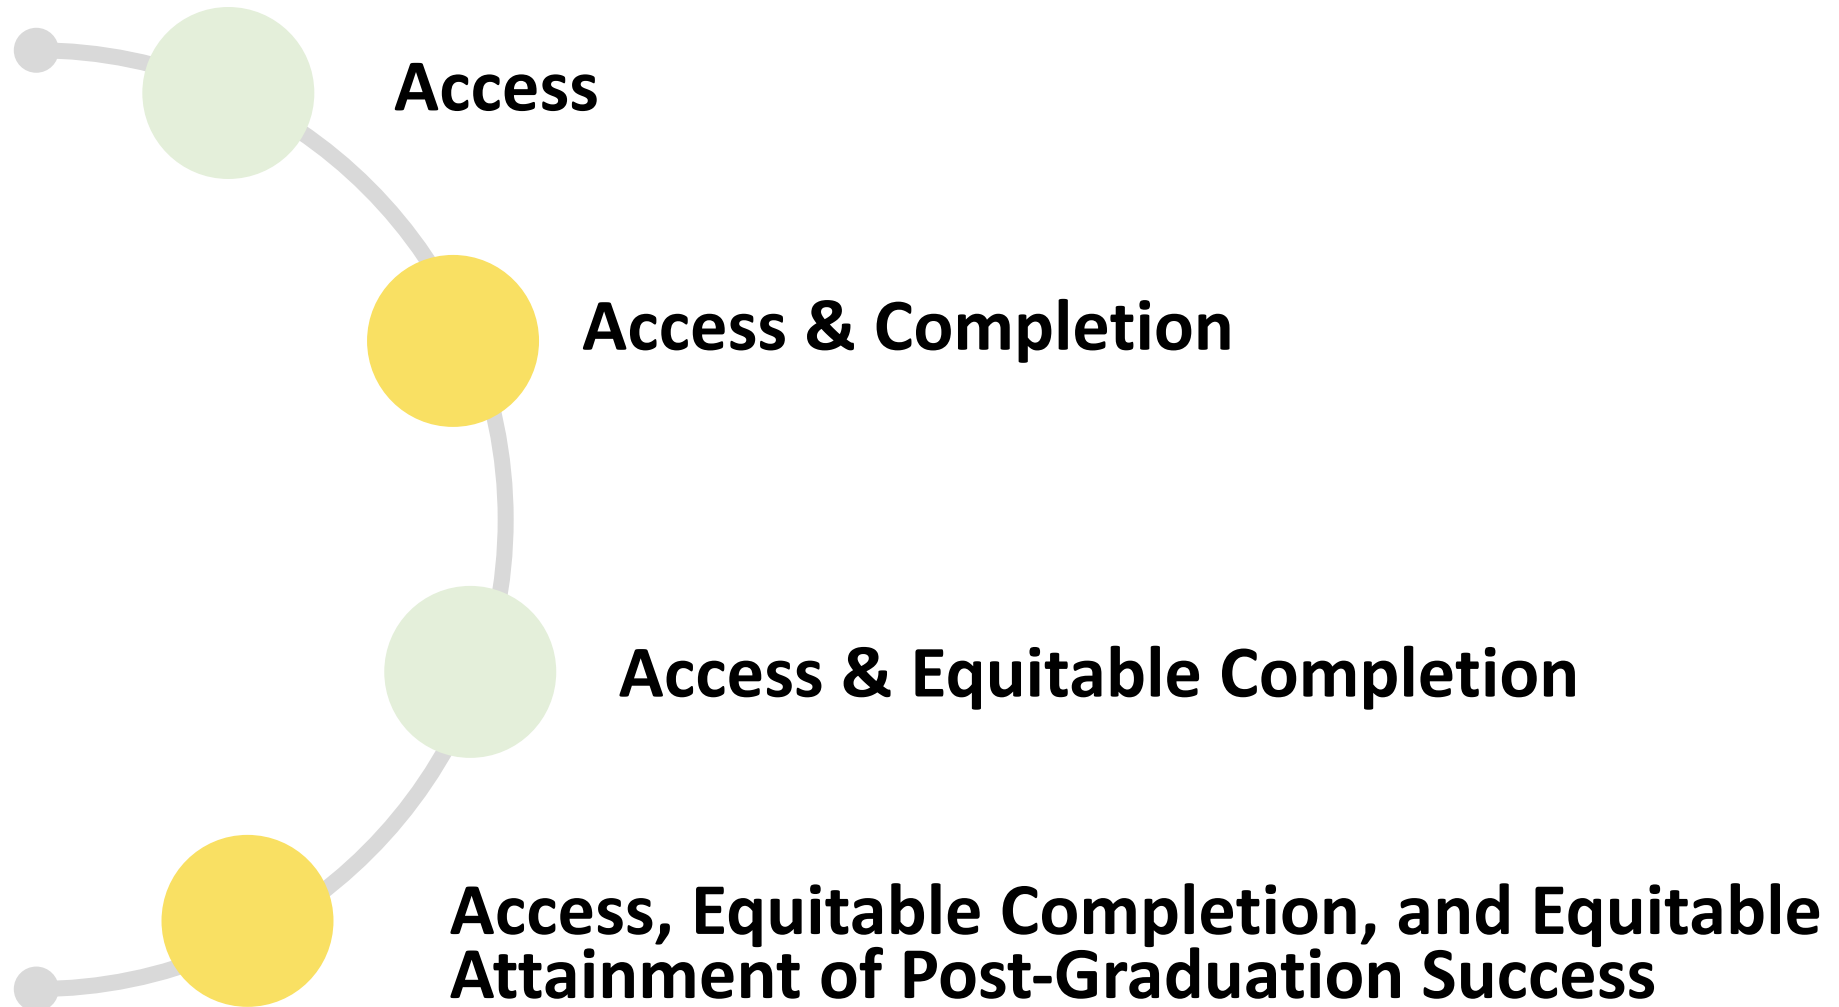 Access
Access & Completion
Access & Equitable Completion
Access, Equitable Completion, and Equitable
Attainment of Post-Graduation Success